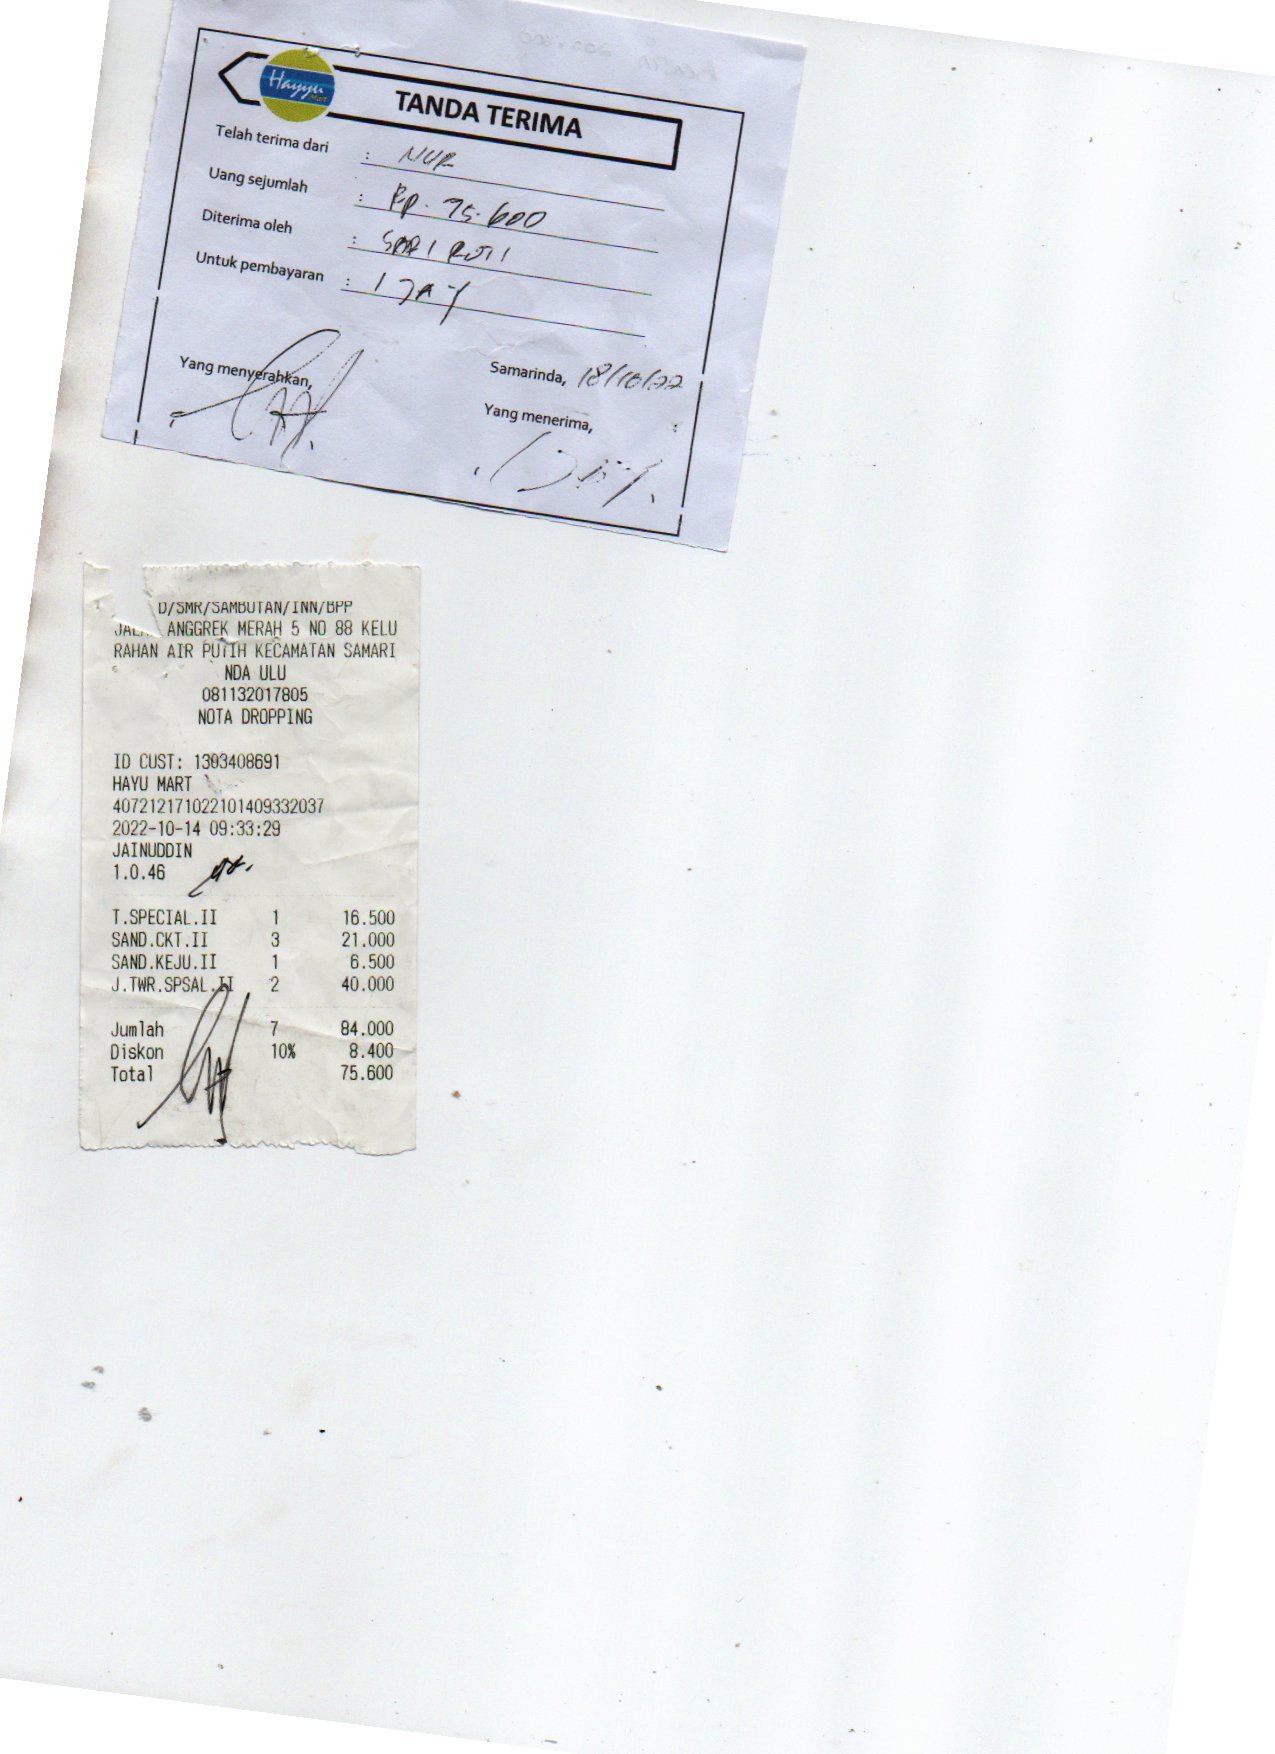 Hayyu
Mart
TANDA TERIMA
Telah terima dari : NUR
Uang sejumlah : Rp. 75.600
Diterima oleh : SARI ROTI
Untuk pembayaran :
Samarinda, 18/10/22
Yang menyerahkan,
Yang menerima,
D/SMR/SAMBUTAN/INN/BPP
ANGGREK MERAH 5 NO 88 KELU
RAHAN AIR PUTIH KECAMATAN SAMARI
NDA ULU
081132017805
NOTA DROPPING
ID CUST: 1303408691
HAYU MART
407212171022101409332037
2022-10-14 09:33:29
JAINUDDIN
1.0.46
T.SPECIAL.II 1 16.500
SAND.CKT.II 3 21.000
SAND.KEJU.II 1 6.500
J.TWR.SPSAL.II 2 40.000
Jumlah 7 84.000
Diskon 10% 8.400
Total 75.600